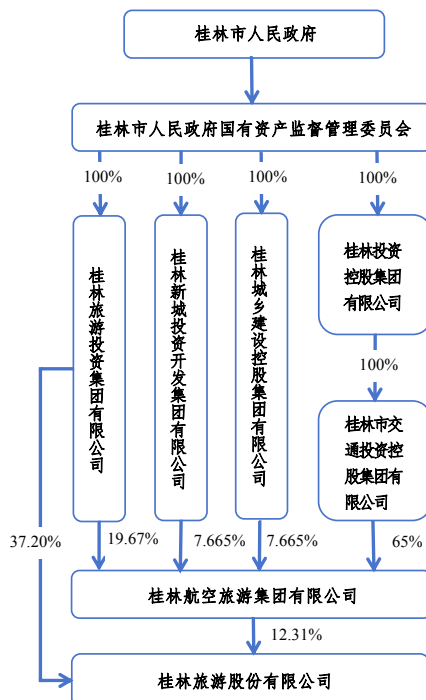 桂林市人民政府
桂林市人民政府国有资产监督管理委员会
100%
100%
100%
100%
桂林旅游投资集团有限公司
桂林新城投资开发集团有限公司
桂林城乡建设控股集团有限公司
桂林投资
控股集团
有限公司
100%
桂林市交
通投资控
股集团有
限公司
37.20%
19.67%
7.665%
7.665%
65%
桂林航空旅游集团有限公司
12.31%
桂林旅游股份有限公司